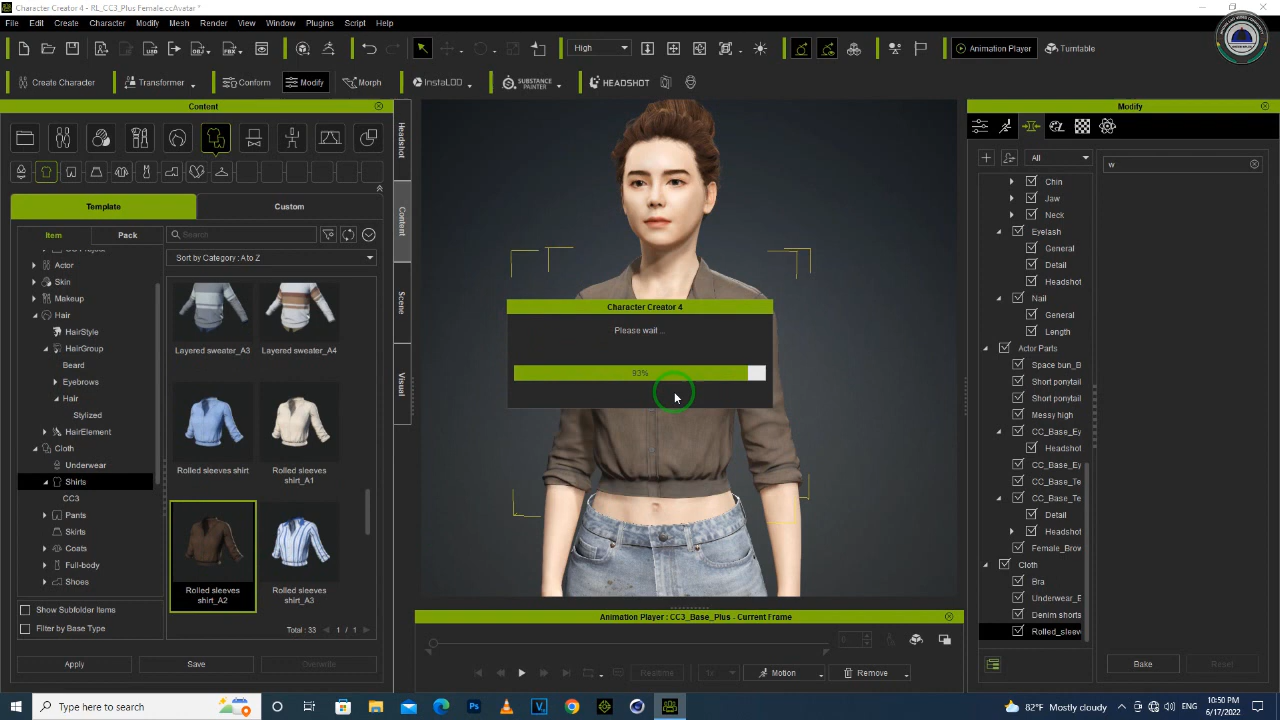 Character Creator 4 - RL_CC3_Plus Female.ccAvatar *
File Edit Create Character Modify Mesh Render View Window Plugins Script Help
High
Animation Player
Turntable
Create Character
Transformer
Conform
Modify
Morph
InstaLOD
SUBSTANCE PAINTER
HEADSHOT
Content
Modify
Headshot
Content
Scene
Visual
Template
Custom
Item
Pack
Search
Sort by Category : A to Z
Actor
Skin
Makeup
Hair
HairStyle
HairGroup
Beard
Eyebrows
Hair
Stylized
HairElement
Cloth
Underwear
Shirts
CC3
Pants
Skirts
Coats
Full-body
Shoes
Show Subfolder Items
Filter by Base Type
Layered sweater_A3
Layered sweater_A4
Rolled sleeves shirt
Rolled sleeves shirt_A1
Rolled sleeves shirt_A2
Rolled sleeves shirt_A3
Total : 33
1 / 1
Apply
Save
Overwrite
Character Creator 4
Please wait ...
93%
Animation Player : CC3_Base_Plus - Current Frame
0
Realtime
1x
Motion
Remove
All
w
Chin
Jaw
Neck
Eyelash
General
Detail
Headshot
Nail
General
Length
Actor Parts
Space bun_B
Short ponytail
Short ponytail
Messy high
CC_Base_Ey
Headshot
CC_Base_Ey
CC_Base_Te
CC_Base_To
Detail
Headshot
Female_Brow
Cloth
Bra
Underwear_B
Denim shorts
Rolled_sleev
Bake
Reset
Type here to search
82°F Mostly cloudy
ENG
10:50 PM
6/17/2022